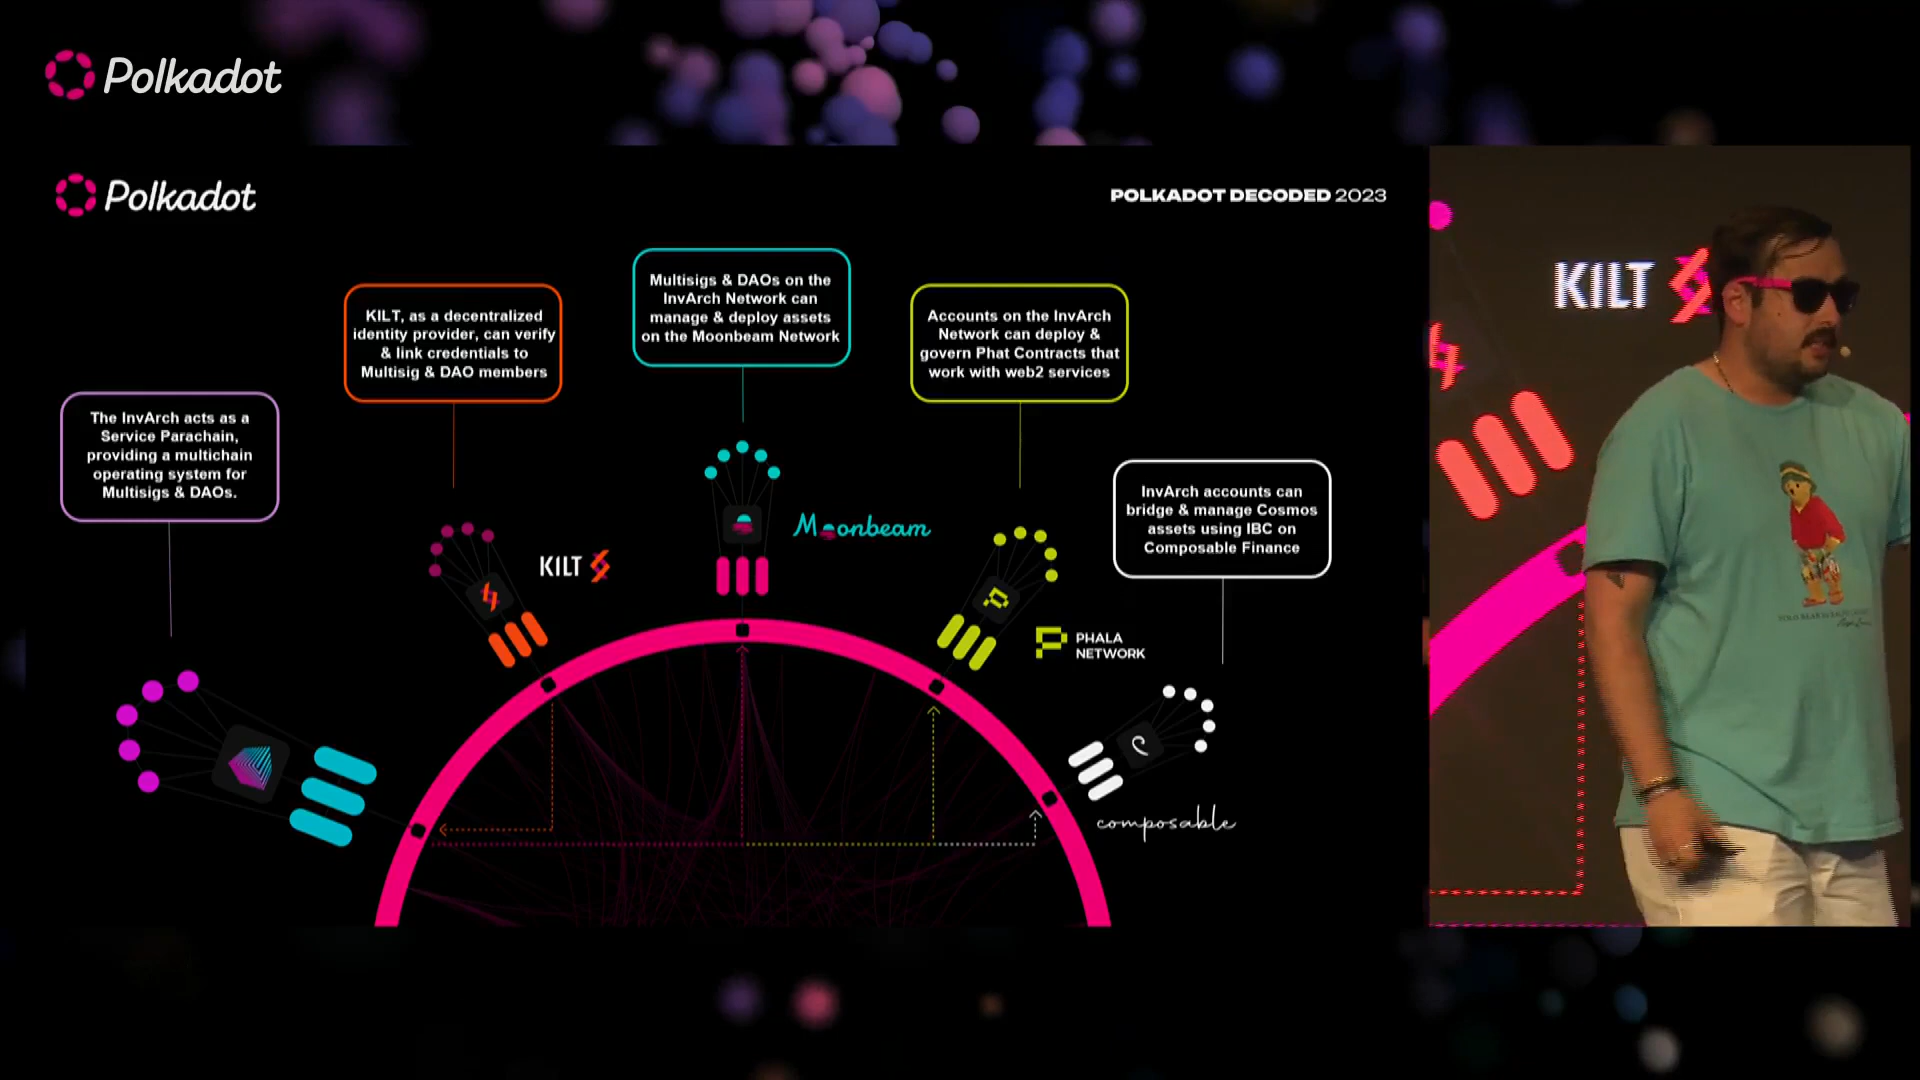 Polkadot
Polkadot
POLKADOT DECODED 2023
Multisigs & DAOs on the
InvArch Network can
manage & deploy assets
on the Moonbeam Network
KILT, as a decentralized
identity provider, can verify
& link credentials to
Multisig & DAO members
Accounts on the InvArch
Network can deploy &
govern Phat Contracts that
work with web2 services
The InvArch acts as a
Service Parachain,
providing a multichain
operating system for
Multisigs & DAOs.
InvArch accounts can
bridge & manage Cosmos
assets using IBC on
Composable Finance
Moonbeam
KILT
PHALA
NETWORK
composable
KILT